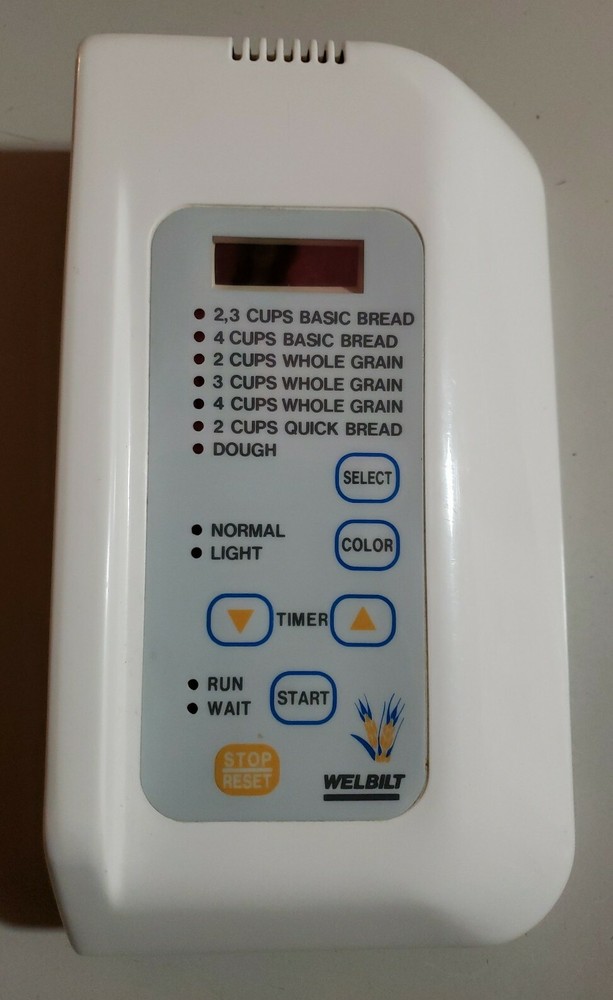 2,3 CUPS BASIC BREAD
4 CUPS BASIC BREAD
2 CUPS WHOLE GRAIN
3 CUPS WHOLE GRAIN
4 CUPS WHOLE GRAIN
2 CUPS QUICK BREAD
DOUGH
SELECT
NORMAL
LIGHT
COLOR
TIMER
RUN
WAIT
START
STOP
RESET
WELBILT